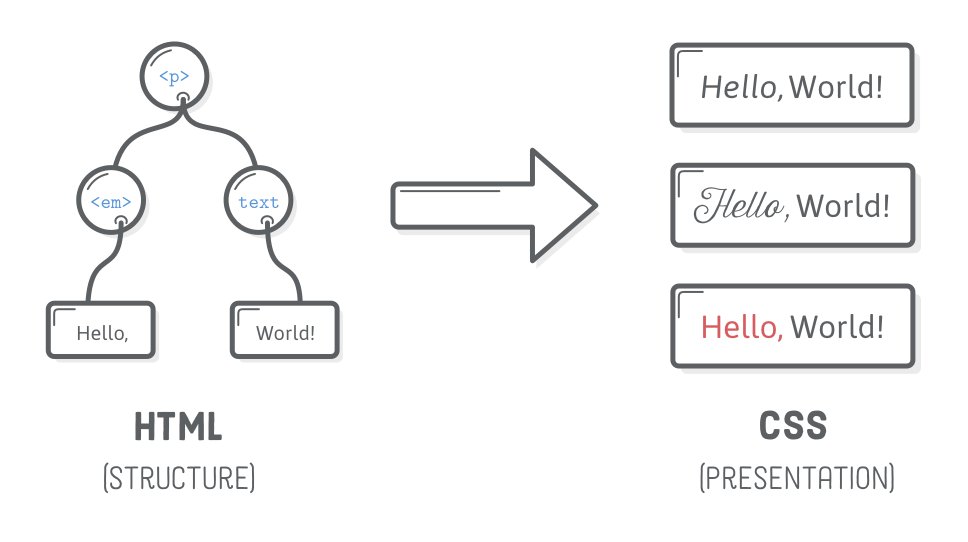 <p>
<em>
text
Hello,
World!
HTML
(STRUCTURE)
Hello, World!
Hello, World!
Hello, World!
CSS
(PRESENTATION)